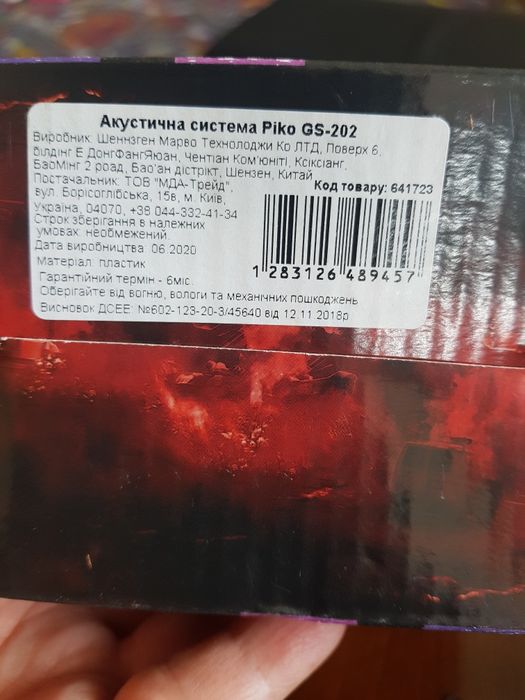 Акустична система Piko GS-202
Виробник: Шеннзген Марво Технолоджи Ко ЛТД, Поверх 6,
білдінг Е ДонгФангЯюан, Чентіан Ком'юніті, Ксіксіанг,
БаоМінг 2 роад, Бао'ан дістрікт, Шензен, Китай
Постачальник: ТОВ "МДА-Трейд",
Код товару: 641723
вул. Борісоглібська, 15в, м. Київ,
Україна, 04070, +38 044-332-41-34
Строк зберігання в належних
умовах: необмежений.
Дата виробництва: 06.2020
Матеріал: пластик
1 283126 489457
Гарантійний термін - 6міс.
Оберігайте від вогню, вологи та механічних пошкоджень
Висновок ДСЕЕ: №602-123-20-3/45640 від 12.11.2018р